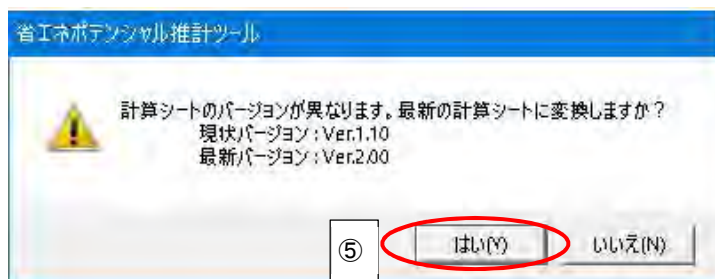 省エネポテンシャル推計ツール
計算シートのバージョンが異なります。最新の計算シートに変換しますか？
現状バージョン：Ver.1.10
最新バージョン：Ver.2.00
⑤
はい(Y)
いいえ(N)